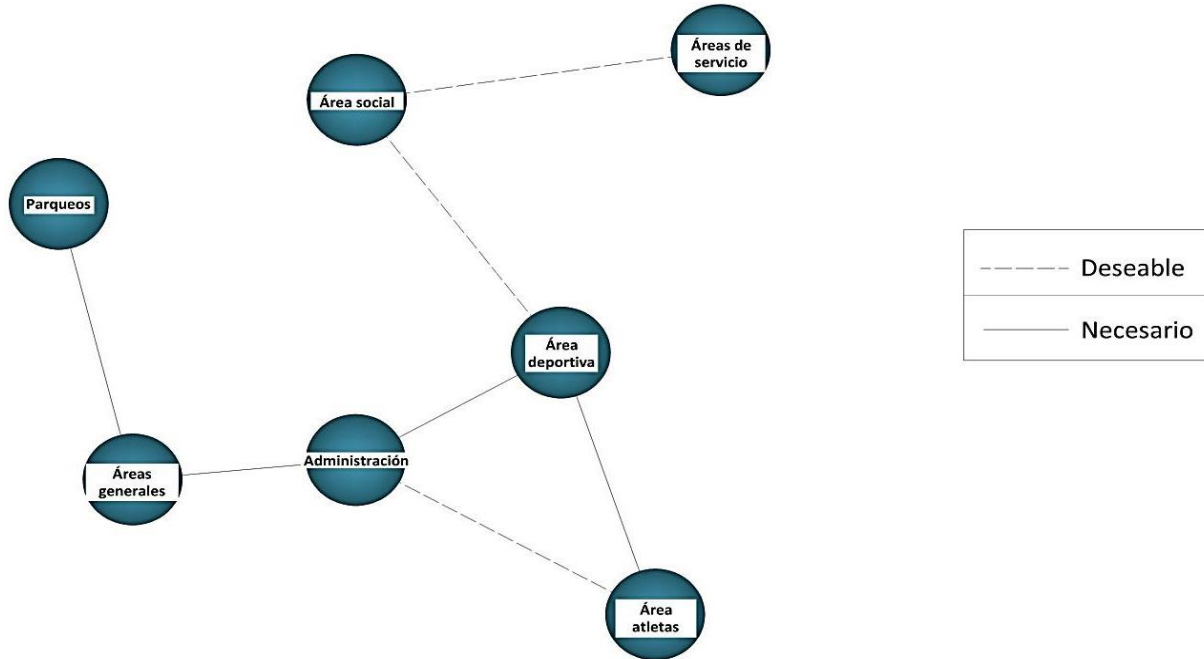 Áreas de
servicio
Área social
Parqueos
Deseable
Necesario
Área
deportiva
Administración
Áreas
generales
Área
atletas